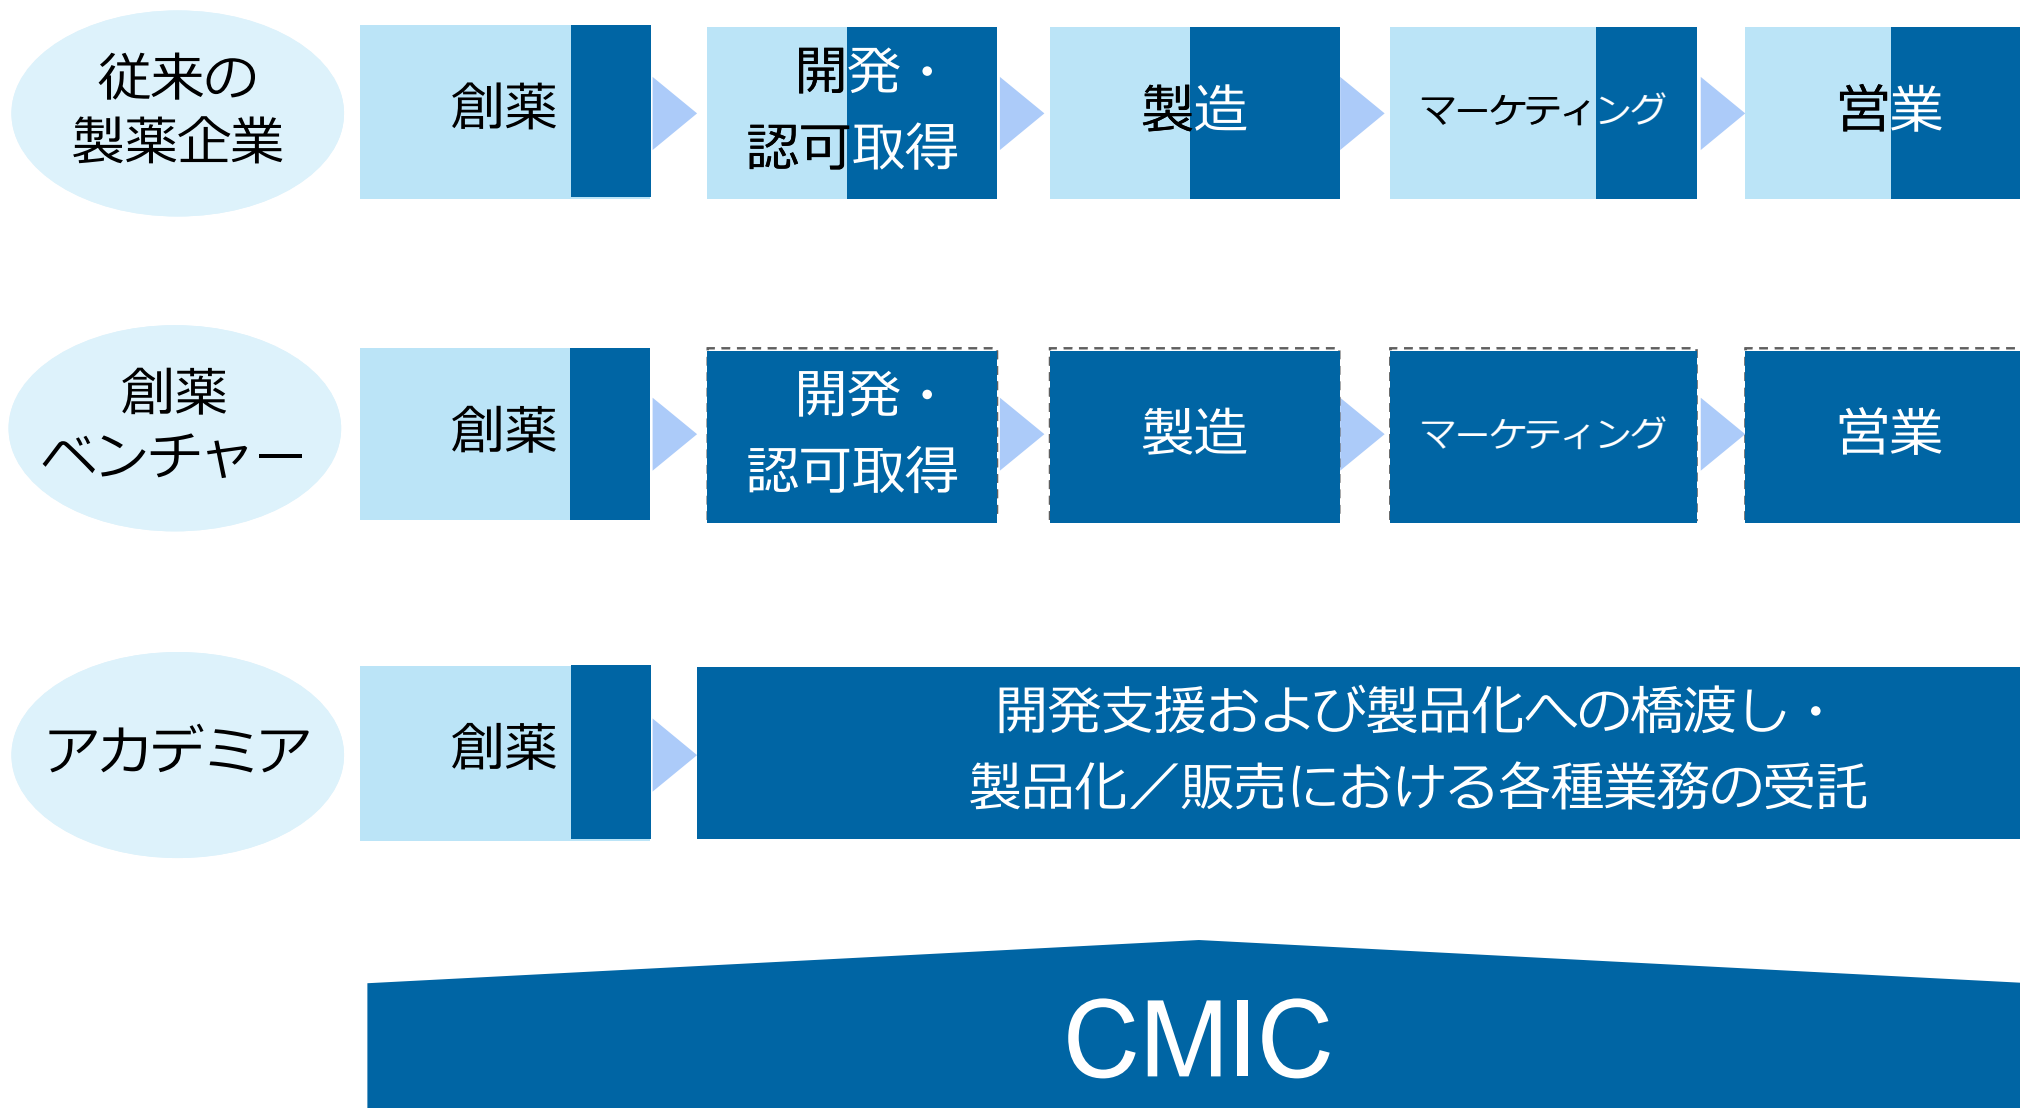 従来の
製薬企業
創薬
開発・
認可取得
製造
マーケティング
営業
創薬
ベンチャー
創薬
開発・
認可取得
製造
マーケティング
営業
アカデミア
創薬
開発支援および製品化への橋渡し・
製品化／販売における各種業務の受託
CMIC